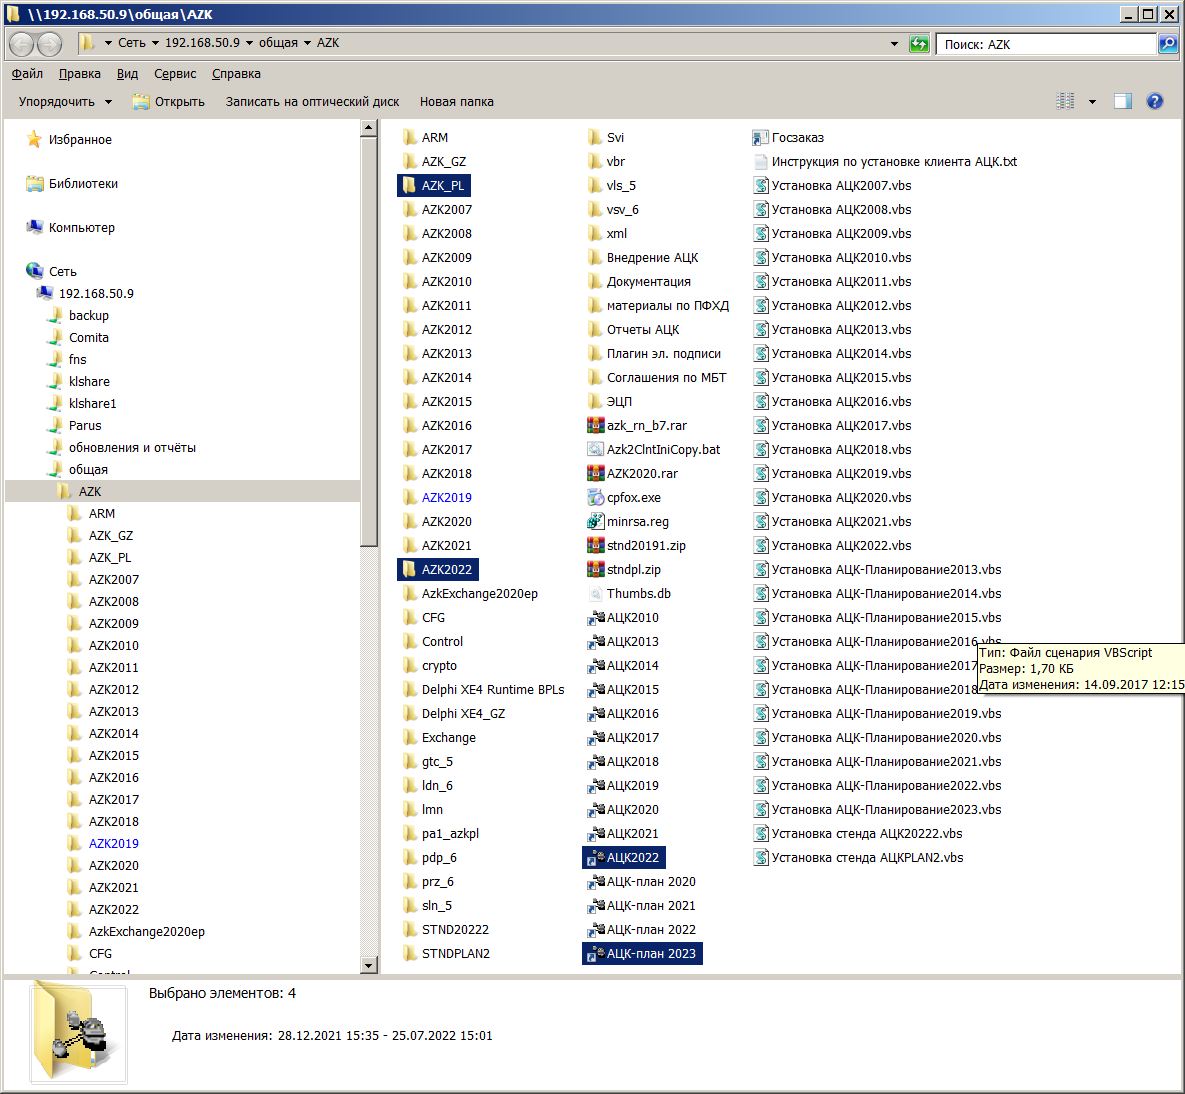 \\192.168.50.9\общая\AZK
Сеть 192.168.50.9 общая AZK
Поиск: AZK
Файл Правка Вид Сервис Справка
Упорядочить Открыть Записать на оптический диск Новая папка
Избранное
Библиотеки
Компьютер
Сеть
192.168.50.9
backup
Comita
fns
klshare
klshare1
Parus
обновления и отчёты
общая
AZK
ARM
AZK_GZ
AZK_PL
AZK2007
AZK2008
AZK2009
AZK2010
AZK2011
AZK2012
AZK2013
AZK2014
AZK2015
AZK2016
AZK2017
AZK2018
AZK2019
AZK2020
AZK2021
AZK2022
AzkExchange2020ep
CFG
Control
ARM
AZK_GZ
AZK_PL
AZK2007
AZK2008
AZK2009
AZK2010
AZK2011
AZK2012
AZK2013
AZK2014
AZK2015
AZK2016
AZK2017
AZK2018
AZK2019
AZK2020
AZK2021
AZK2022
AzkExchange2020ep
CFG
Control
crypto
Delphi XE4 Runtime BPLs
Delphi XE4_GZ
Exchange
gtc_5
ldn_6
lmn
pa1_azkpl
pdp_6
prz_6
sln_5
STND20222
STNDPLAN2
Svi
vbr
vls_5
vsv_6
xml
Внедрение АЦК
Документация
материалы по ПФХД
Отчеты АЦК
Плагин эл. подписи
Соглашения по МБТ
ЭЦП
azk_rn_b7.rar
Azk2ClntIniCopy.bat
AZK2020.rar
cpfox.exe
minrsa.reg
stnd20191.zip
stndpl.zip
Thumbs.db
АЦК2010
АЦК2013
АЦК2014
АЦК2015
АЦК2016
АЦК2017
АЦК2018
АЦК2019
АЦК2020
АЦК2021
АЦК2022
АЦК-план 2020
АЦК-план 2021
АЦК-план 2022
АЦК-план 2023
Госзаказ
Инструкция по установке клиента АЦК.txt
Установка АЦК2007.vbs
Установка АЦК2008.vbs
Установка АЦК2009.vbs
Установка АЦК2010.vbs
Установка АЦК2011.vbs
Установка АЦК2012.vbs
Установка АЦК2013.vbs
Установка АЦК2014.vbs
Установка АЦК2015.vbs
Установка АЦК2016.vbs
Установка АЦК2017.vbs
Установка АЦК2018.vbs
Установка АЦК2019.vbs
Установка АЦК2020.vbs
Установка АЦК2021.vbs
Установка АЦК2022.vbs
Установка АЦК-Планирование2013.vbs
Установка АЦК-Планирование2014.vbs
Установка АЦК-Планирование2015.vbs
Установка АЦК-Планирование2016.vbs
Установка АЦК-Планирование2017
Установка АЦК-Планирование2018
Установка АЦК-Планирование2019.vbs
Установка АЦК-Планирование2020.vbs
Установка АЦК-Планирование2021.vbs
Установка АЦК-Планирование2022.vbs
Установка АЦК-Планирование2023.vbs
Установка стенда АЦК20222.vbs
Установка стенда АЦКPLAN2.vbs
Тип: Файл сценария VBScript
Размер: 1,70 КБ
Дата изменения: 14.09.2017 12:15
Выбрано элементов: 4
Дата изменения: 28.12.2021 15:35 - 25.07.2022 15:01